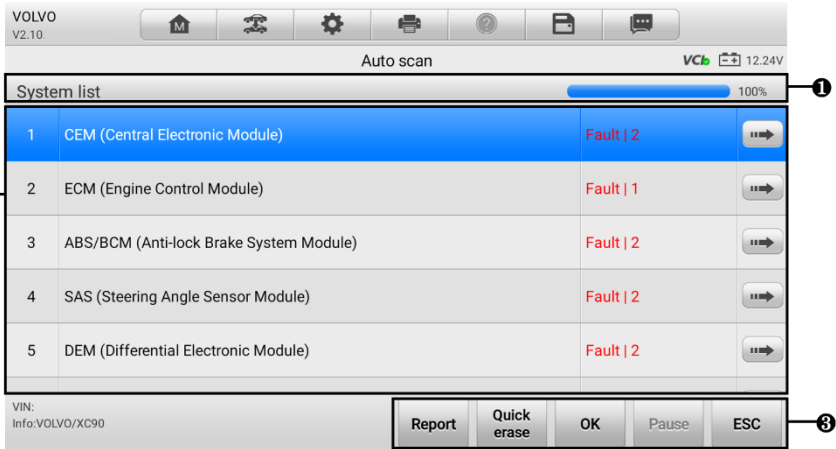 VOLVO
V2.10.
M
?
Auto scan
VCI 12.24V
System list 100%
❶
1 CEM (Central Electronic Module) Fault | 2
2 ECM (Engine Control Module) Fault | 1
3 ABS/BCM (Anti-lock Brake System Module) Fault | 2
4 SAS (Steering Angle Sensor Module) Fault | 2
5 DEM (Differential Electronic Module) Fault | 2
VIN:
Info:VOLVO/XC90
Report Quick erase OK Pause ESC
❸